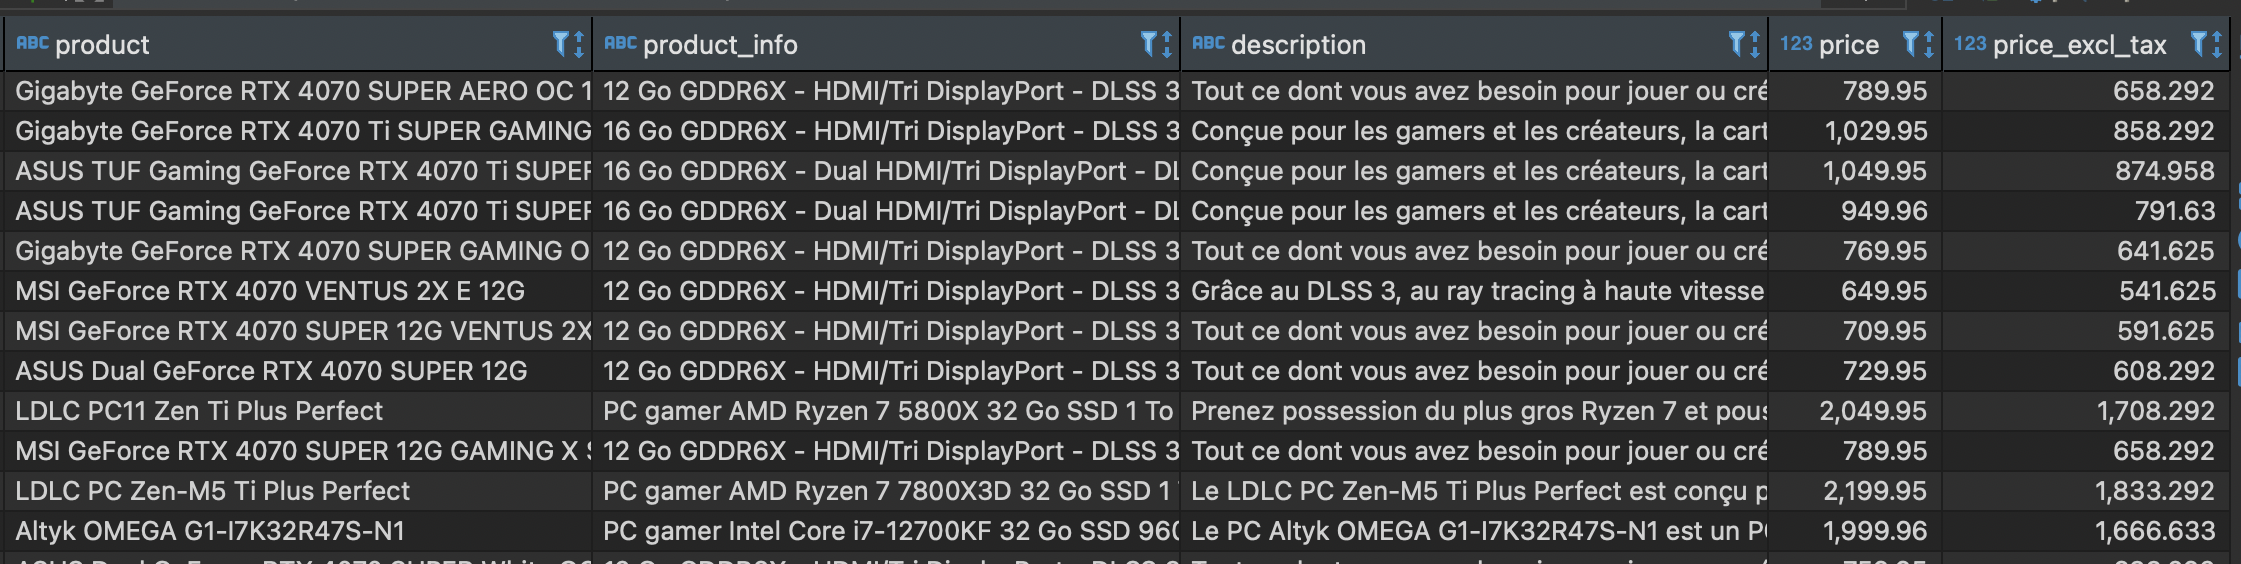 ABC product ABC product_info ABC description 123 price 123 price_excl_tax
Gigabyte GeForce RTX 4070 SUPER AERO OC 1 12 Go GDDR6X - HDMI/Tri DisplayPort - DLSS 3 Tout ce dont vous avez besoin pour jouer ou cré 789.95 658.292
Gigabyte GeForce RTX 4070 Ti SUPER GAMING 16 Go GDDR6X - HDMI/Tri DisplayPort - DLSS 3 Conçue pour les gamers et les créateurs, la cart 1,029.95 858.292
ASUS TUF Gaming GeForce RTX 4070 Ti SUPER 16 Go GDDR6X - Dual HDMI/Tri DisplayPort - DL Conçue pour les gamers et les créateurs, la cart 1,049.95 874.958
ASUS TUF Gaming GeForce RTX 4070 Ti SUPER 16 Go GDDR6X - Dual HDMI/Tri DisplayPort - DL Conçue pour les gamers et les créateurs, la cart 949.96 791.63
Gigabyte GeForce RTX 4070 SUPER GAMING O 12 Go GDDR6X - HDMI/Tri DisplayPort - DLSS 3 Tout ce dont vous avez besoin pour jouer ou cré 769.95 641.625
MSI GeForce RTX 4070 VENTUS 2X E 12G 12 Go GDDR6X - HDMI/Tri DisplayPort - DLSS 3 Grâce au DLSS 3, au ray tracing à haute vitesse 649.95 541.625
MSI GeForce RTX 4070 SUPER 12G VENTUS 2X 12 Go GDDR6X - HDMI/Tri DisplayPort - DLSS 3 Tout ce dont vous avez besoin pour jouer ou cré 709.95 591.625
ASUS Dual GeForce RTX 4070 SUPER 12G 12 Go GDDR6X - HDMI/Tri DisplayPort - DLSS 3 Tout ce dont vous avez besoin pour jouer ou cré 729.95 608.292
LDLC PC11 Zen Ti Plus Perfect PC gamer AMD Ryzen 7 5800X 32 Go SSD 1 To Prenez possession du plus gros Ryzen 7 et pous 2,049.95 1,708.292
MSI GeForce RTX 4070 SUPER 12G GAMING X S 12 Go GDDR6X - HDMI/Tri DisplayPort - DLSS 3 Tout ce dont vous avez besoin pour jouer ou cré 789.95 658.292
LDLC PC Zen-M5 Ti Plus Perfect PC gamer AMD Ryzen 7 7800X3D 32 Go SSD 1 Le LDLC PC Zen-M5 Ti Plus Perfect est conçu p 2,199.95 1,833.292
Altyk OMEGA G1-I7K32R47S-N1 PC gamer Intel Core i7-12700KF 32 Go SSD 960 Le PC Altyk OMEGA G1-I7K32R47S-N1 est un PC 1,999.96 1,666.633